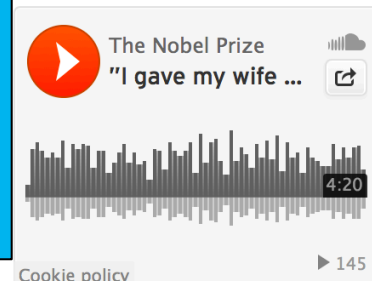 The Nobel Prize
"I gave my wife ...
4:20
145
Cookie policy